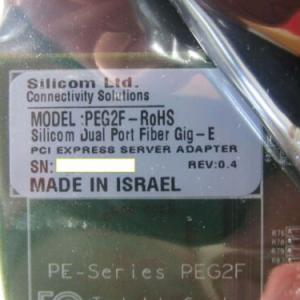 Silicom Ltd.
Connectivity Solutions
MODEL :PEG2F-RoHS
Silicom Dual Port Fiber Gig-E
PCI EXPRESS SERVER ADAPTER
SN:
REV:0.4
MADE IN ISRAEL
PE-Series PEG2F